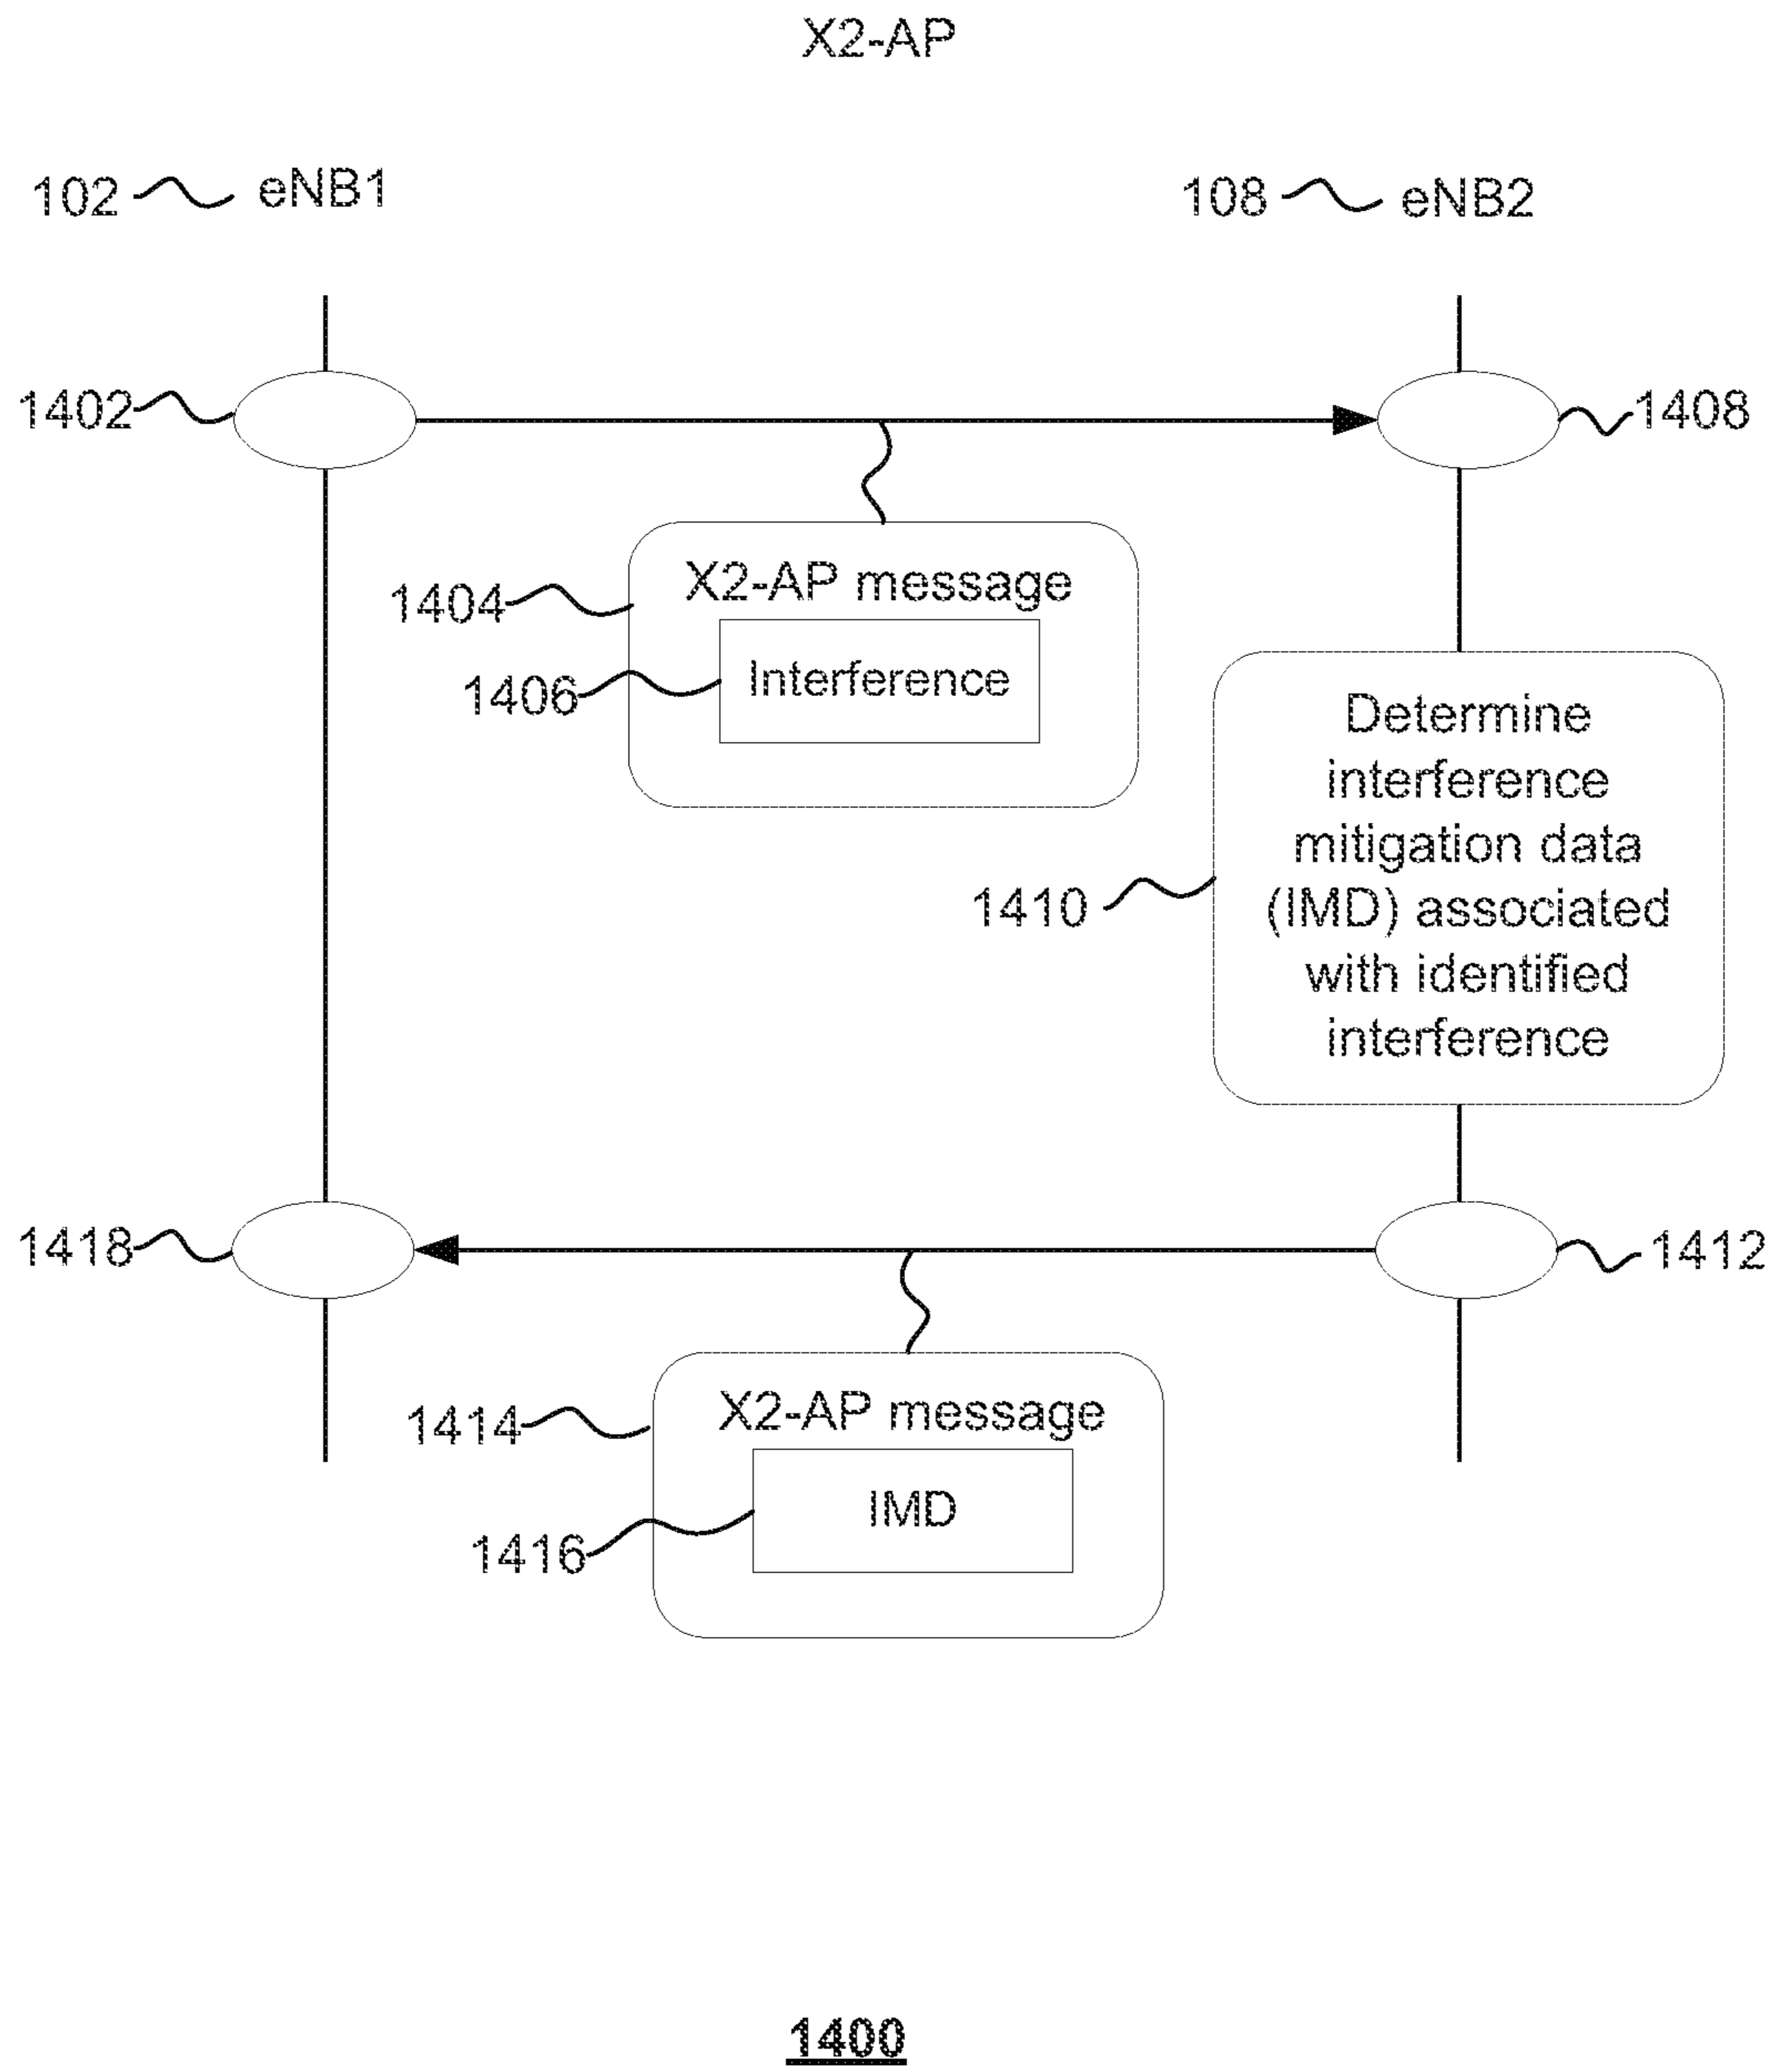 X2-AP
102 eNB1
108 eNB2
1402
1408
X2-AP message
1404
Interference
1406
Determine
interference
mitigation data
(IMD) associated
with identified
interference
1410
1418
1412
X2-AP message
1414
IMD
1416
1400